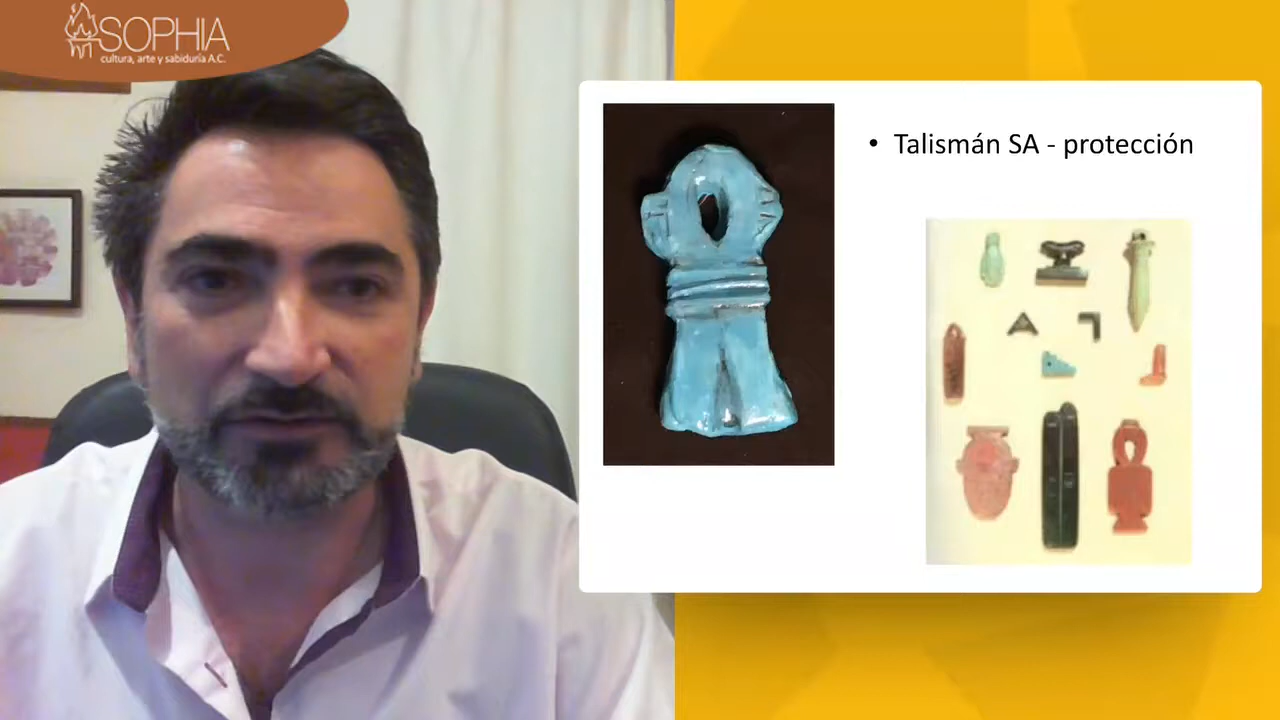 SOPHIA
cultura, arte y sabiduría A.C.
• Talismán SA - protección